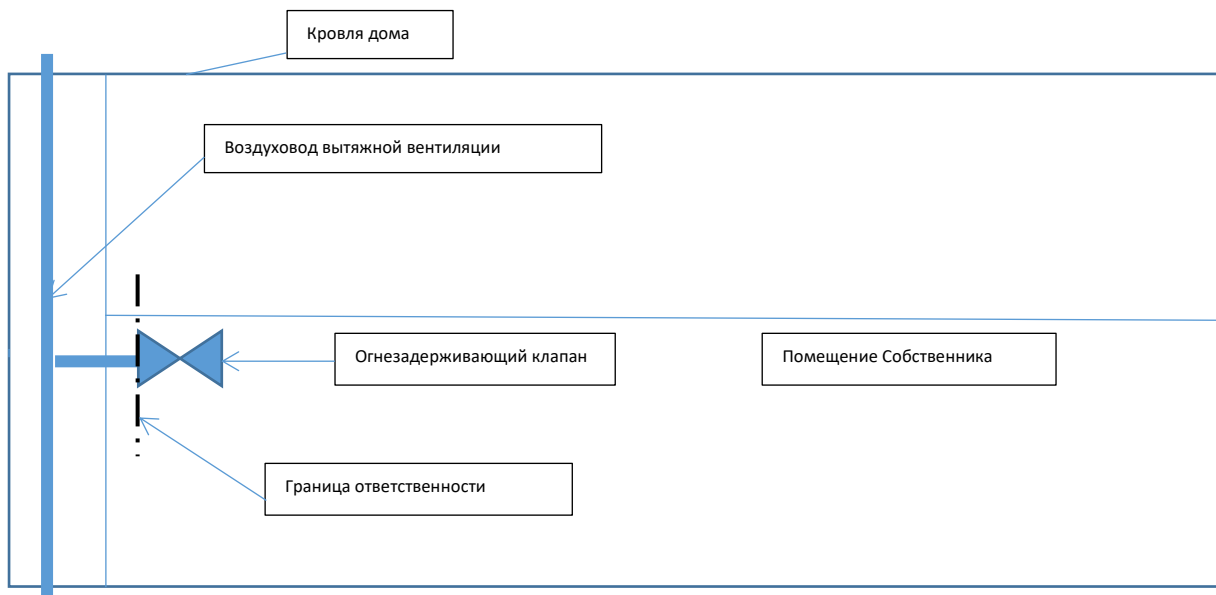 Кровля дома
Воздуховод вытяжной вентиляции
Огнезадерживающий клапан
Помещение Собственника
Граница ответственности